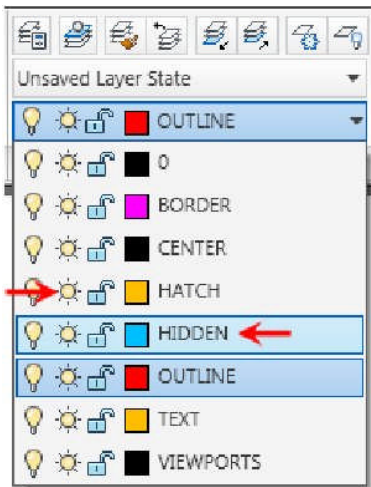 Unsaved Layer State
OUTLINE
0
BORDER
CENTER
HATCH
HIDDEN
OUTLINE
TEXT
VIEWPORTS